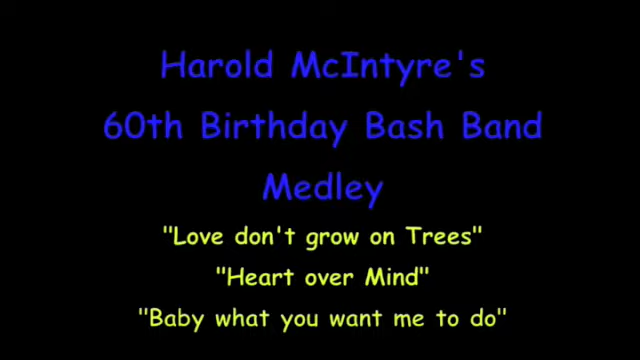 Harold McIntyre's
60th Birthday Bash Band
Medley
"Love don't grow on Trees"
"Heart over Mind"
"Baby what you want me to do"